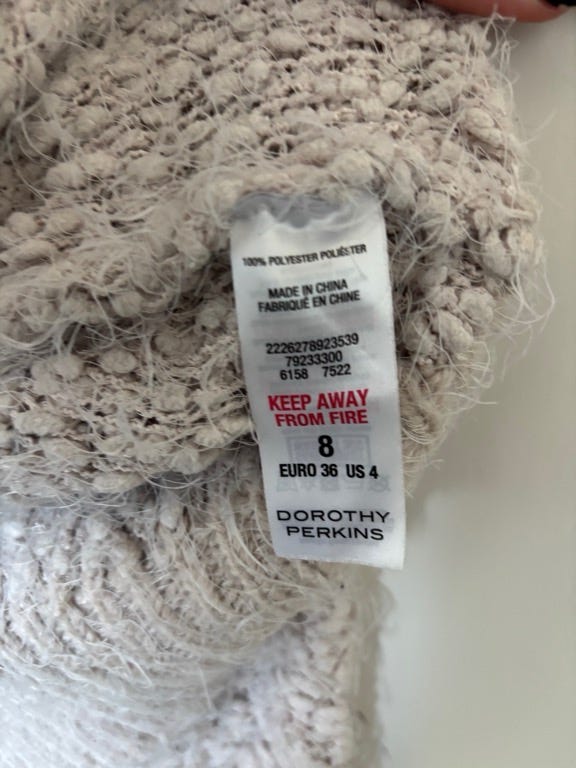 100% POLYESTER POLIÉSTER
MADE IN CHINA
FABRIQUÉ EN CHINE
2226278923539
79233300
6158 7522
KEEP AWAY
FROM FIRE
8
EURO 36 US 4
DOROTHY
PERKINS